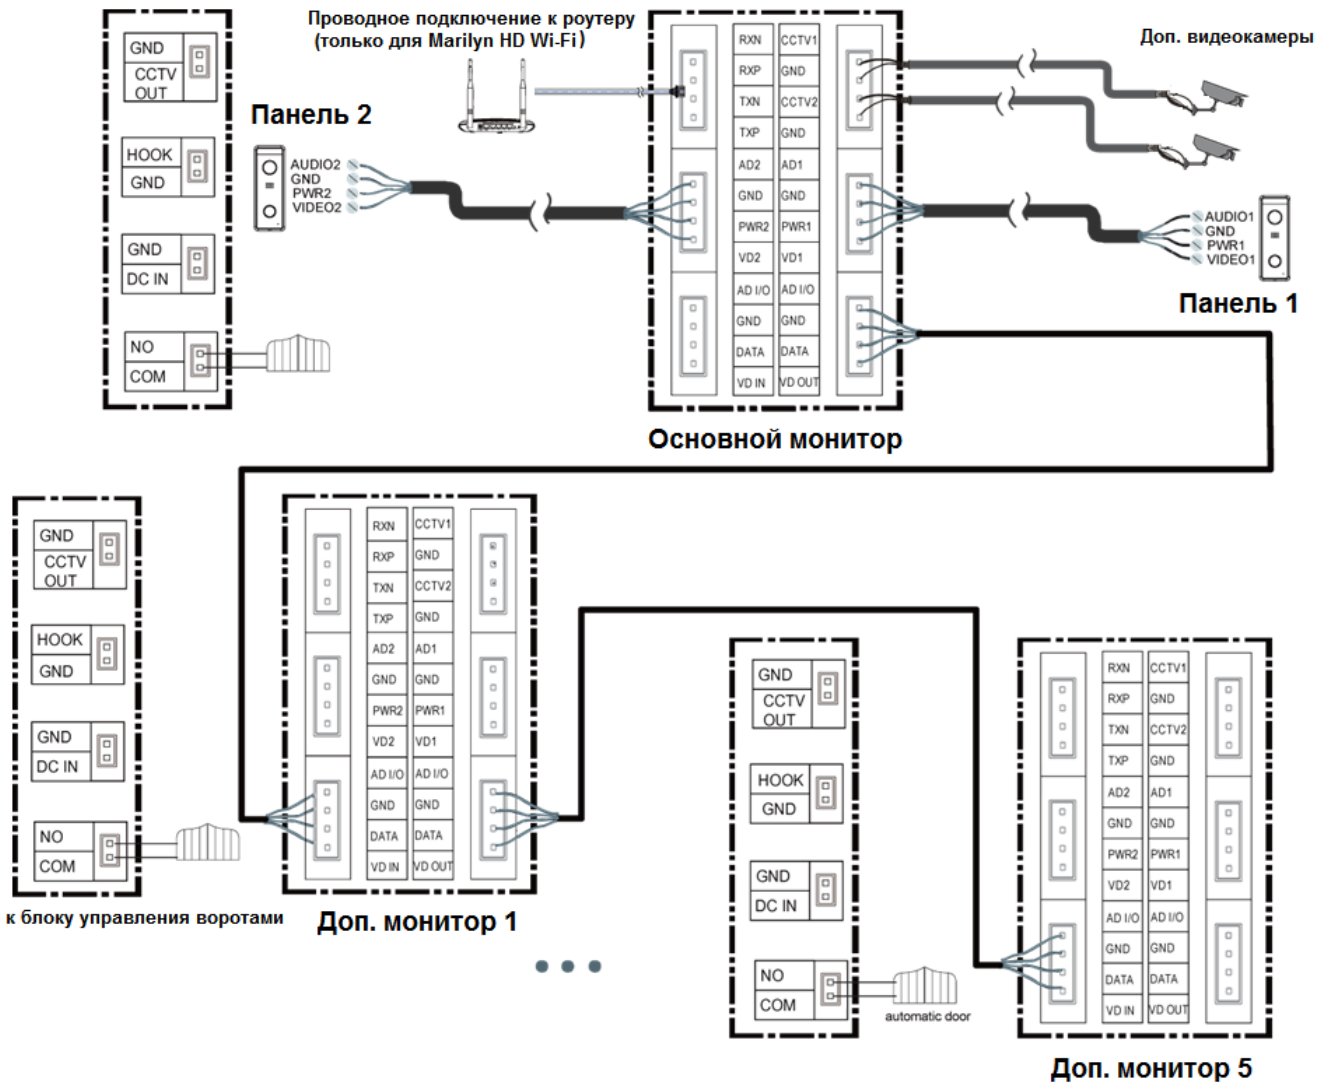 Проводное подключение к роутеру
(только для Marilyn HD Wi-Fi)
Доп. видеокамеры
GND
CCTV
OUT
HOOK
GND
GND
DC IN
NO
COM
Панель 2
AUDIO2
GND
PWR2
VIDEO2
RXN CCTV1
RXP GND
TXN CCTV2
TXP GND
AD2 AD1
GND GND
PWR2 PWR1
VD2 VD1
AD I/O AD I/O
GND GND
DATA DATA
VD IN VD OUT
AUDIO1
GND
PWR1
VIDEO1
Панель 1
Основной монитор
GND
CCTV
OUT
HOOK
GND
GND
DC IN
NO
COM
к блоку управления воротами
RXN CCTV1
RXP GND
TXN CCTV2
TXP GND
AD2 AD1
GND GND
PWR2 PWR1
VD2 VD1
AD I/O AD I/O
GND GND
DATA DATA
VD IN VD OUT
Доп. монитор 1
GND
CCTV
OUT
HOOK
GND
GND
DC IN
NO
COM
automatic door
RXN CCTV1
RXP GND
TXN CCTV2
TXP GND
AD2 AD1
GND GND
PWR2 PWR1
VD2 VD1
AD I/O AD I/O
GND GND
DATA DATA
VD IN VD OUT
Доп. монитор 5